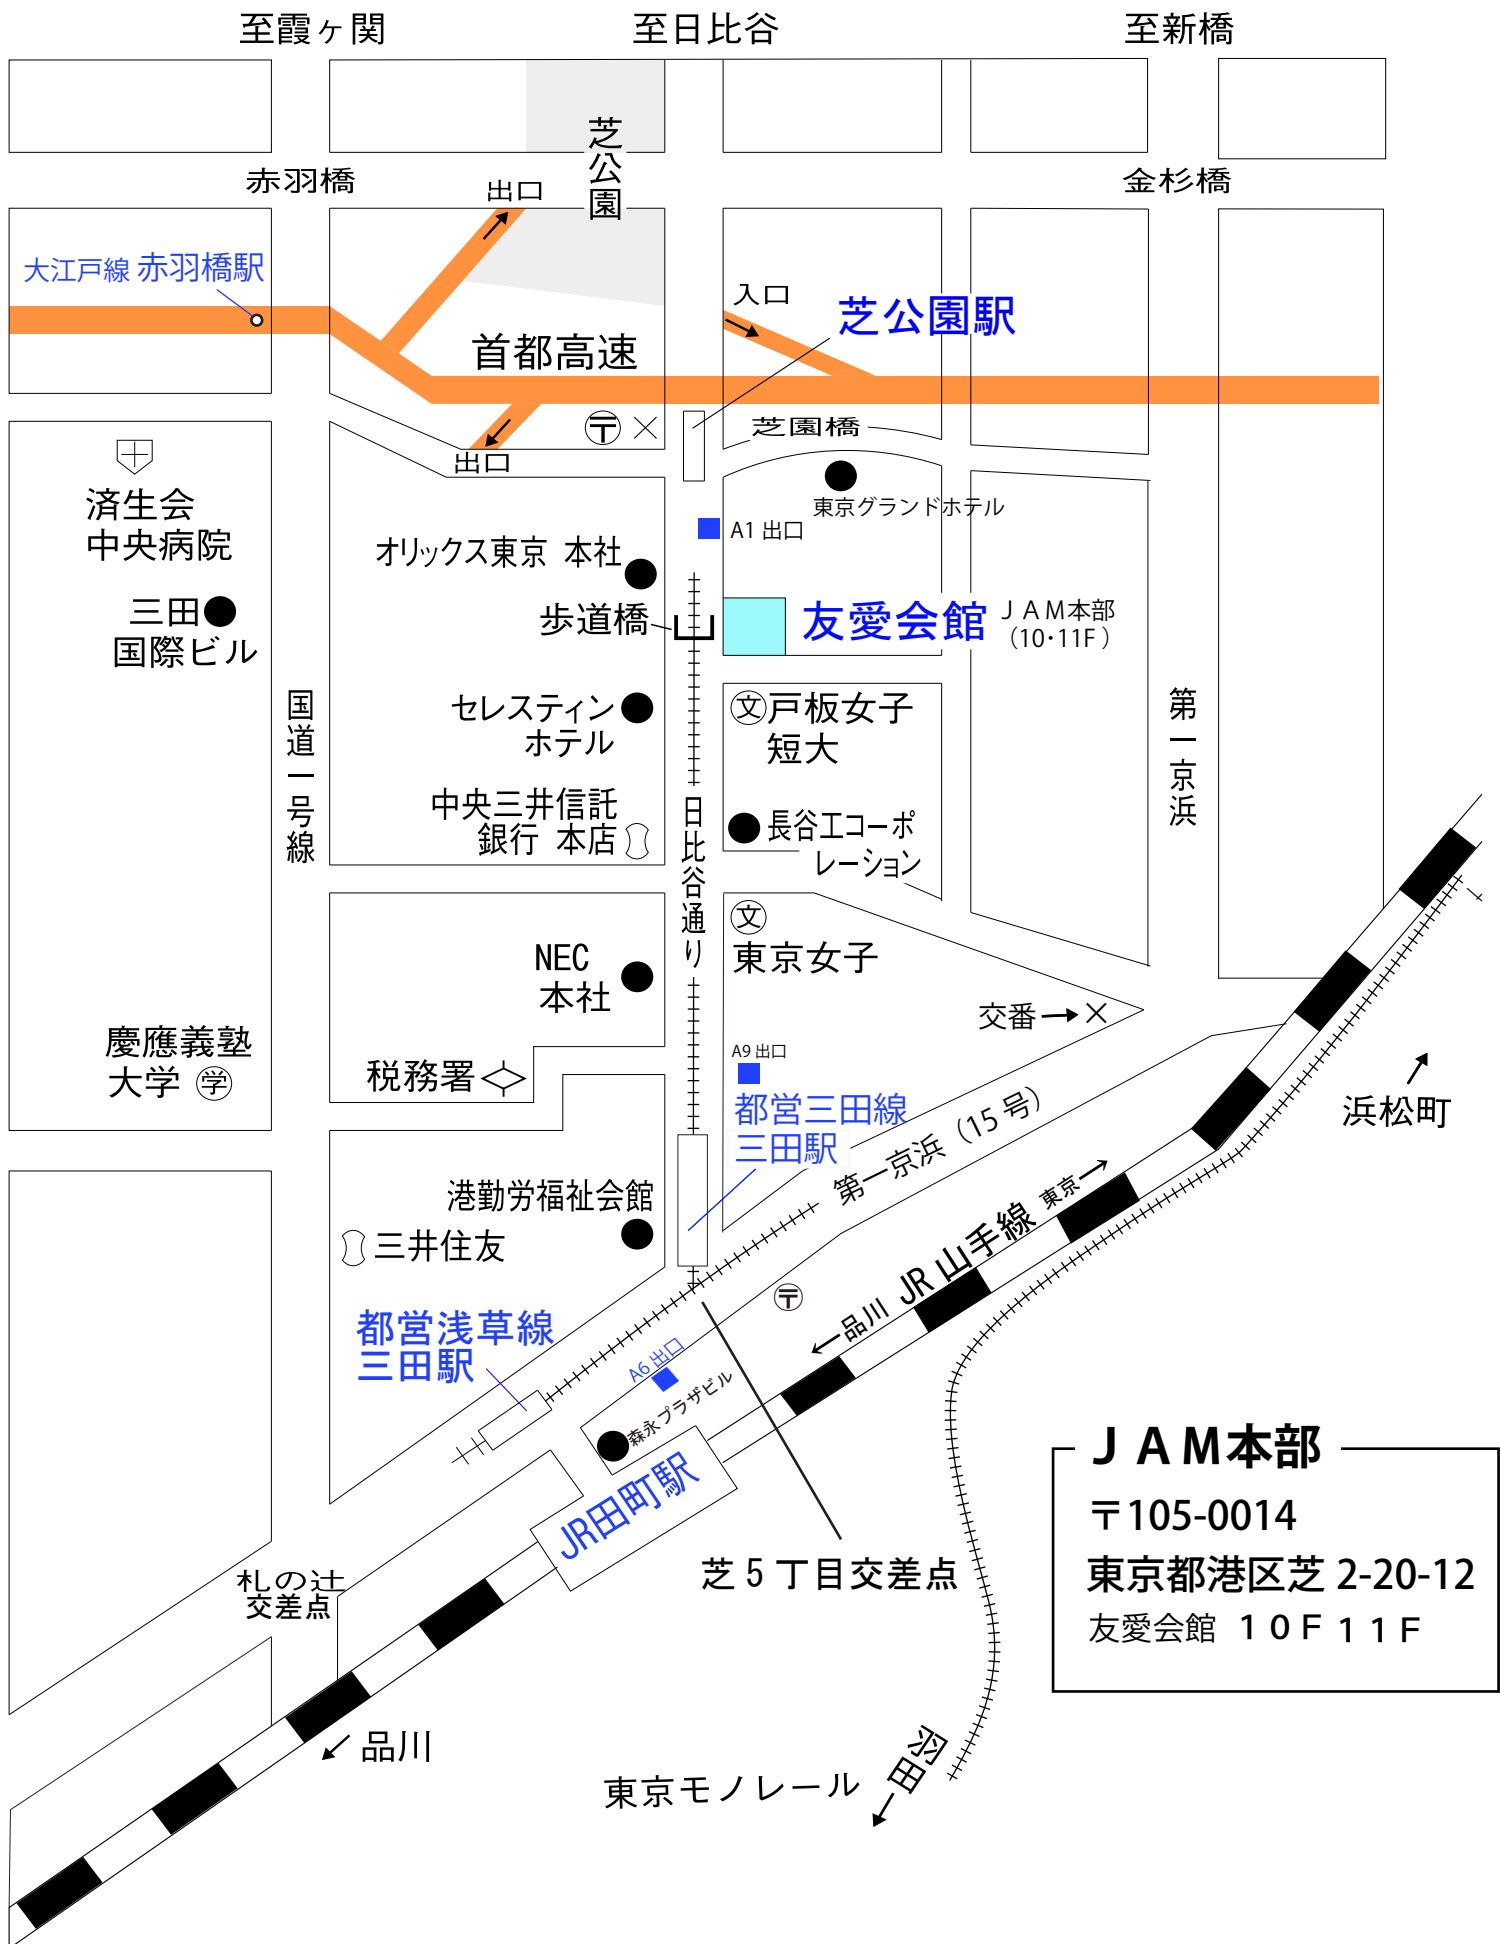 至霞ヶ関
至日比谷
至新橋
芝公園
赤羽橋
出口
金杉橋
大江戸線 赤羽橋駅
入口
芝公園駅
首都高速
〒
芝園橋
出口
東京グランドホテル
済生会
中央病院
A1 出口
オリックス東京 本社
三田
国際ビル
歩道橋
友愛会館
ＪＡＭ本部
（10･11F）
国道一号線
セレスティン
ホテル
文
戸板女子
短大
第一京浜
中央三井信託
銀行 本店
日比谷通り
長谷工コーポ
レーション
文
東京女子
NEC
本社
交番
慶應義塾
大学 学
税務署
A9 出口
都営三田線
三田駅
浜松町
第一京浜（15 号）
港勤労福祉会館
三井住友
東京
JR 山手線
品川
〒
都営浅草線
三田駅
A6 出口
森永プラザビル
JR田町駅
芝 5 丁目交差点
ＪＡＭ本部
〒105-0014
東京都港区芝 2-20-12
友愛会館 １０Ｆ１１Ｆ
札の辻
交差点
品川
東京モノレール
羽田